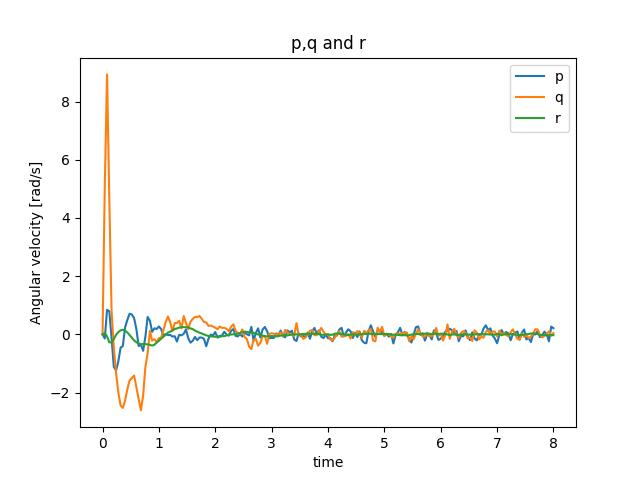 p,q and r
p
q
r
Angular velocity [rad/s]
8
6
4
2
0
−2
0 1 2 3 4 5 6 7 8
time